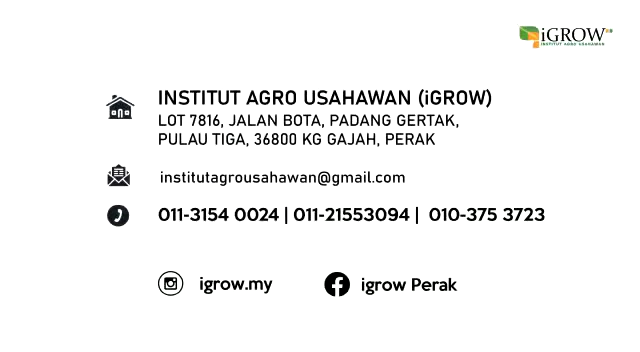 iGROW
INSTITUT AGRO USAHAWAN
INSTITUT AGRO USAHAWAN (iGROW)
LOT 7816, JALAN BOTA, PADANG GERTAK,
PULAU TIGA, 36800 KG GAJAH, PERAK
institutagrousahawan@gmail.com
011-3154 0024 | 011-21553094 | 010-375 3723
igrow.my
igrow Perak